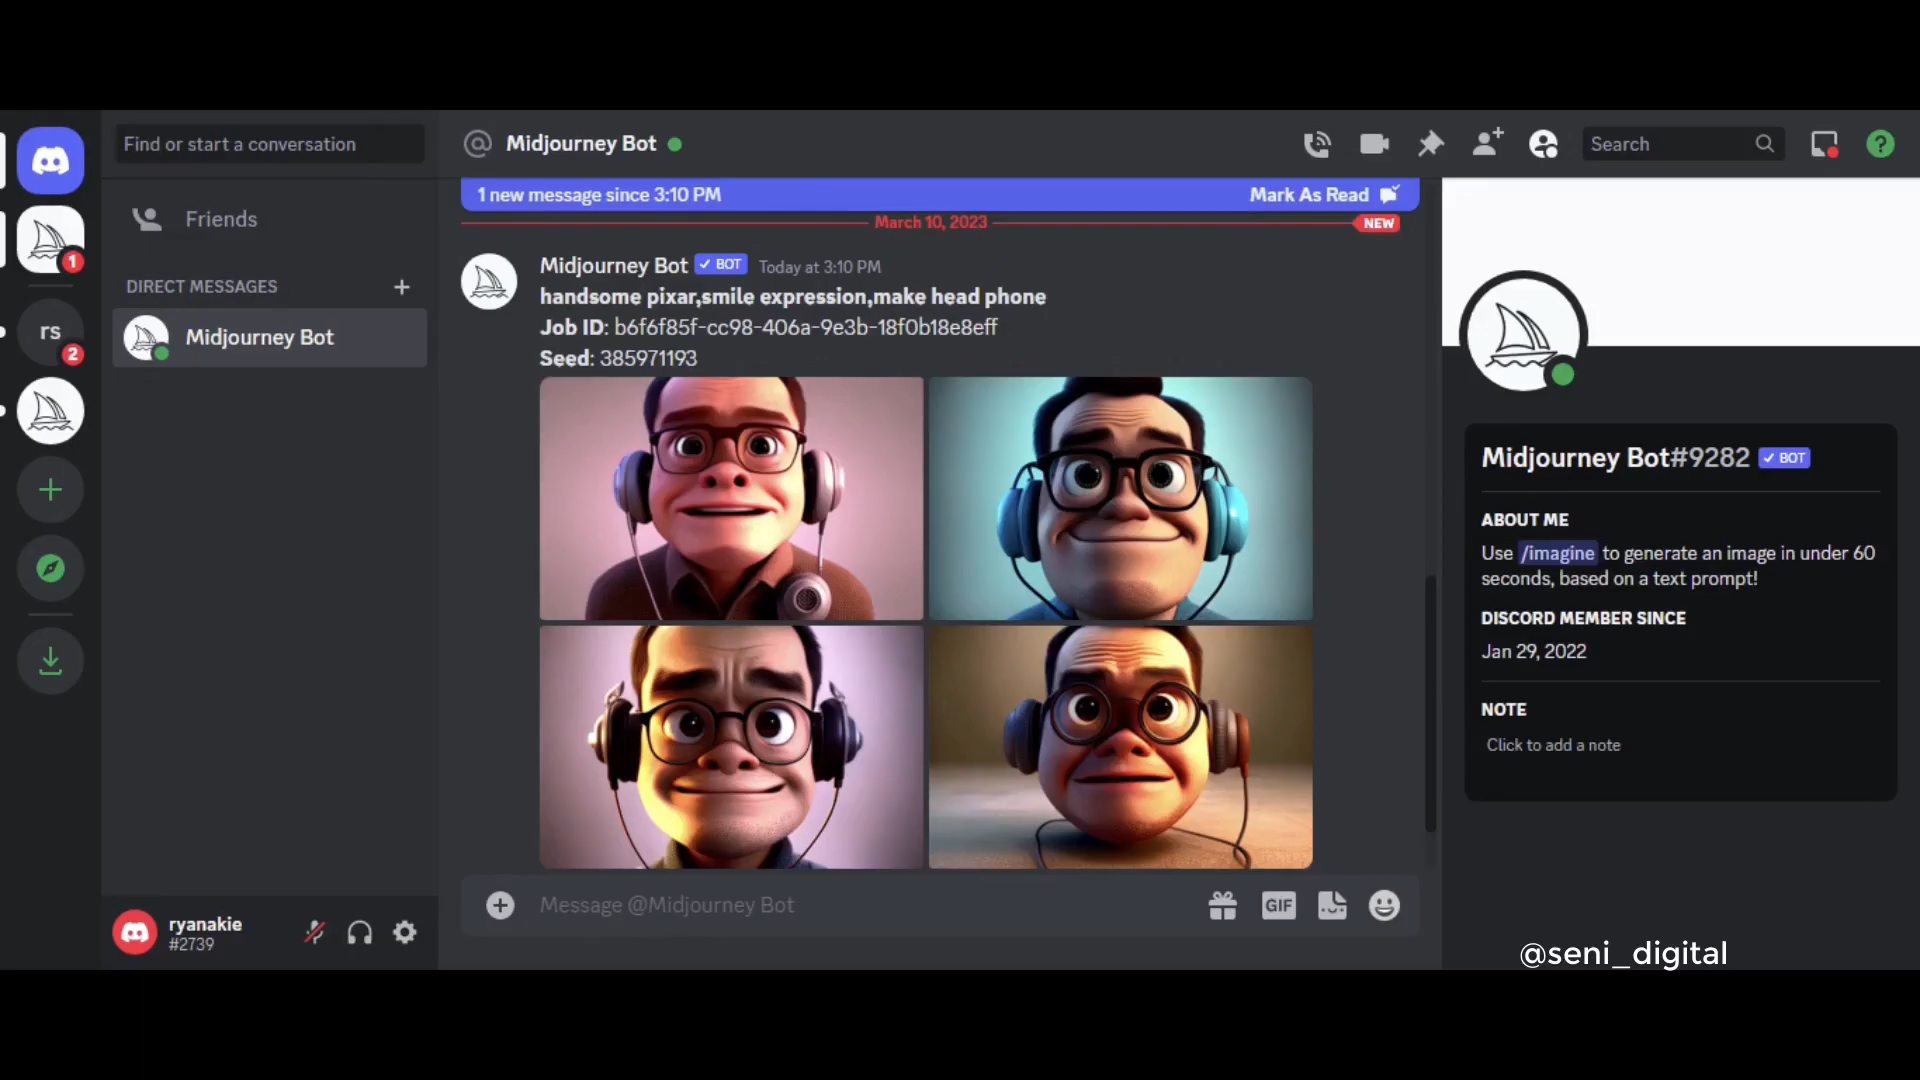 Find or start a conversation
Friends
DIRECT MESSAGES
Midjourney Bot
1
rs
2
ryanakie
#2739
Midjourney Bot
Search
?
1 new message since 3:10 PM
Mark As Read
March 10, 2023
NEW
Midjourney Bot BOT Today at 3:10 PM
handsome pixar,smile expression,make head phone
Job ID: b6f6f85f-cc98-406a-9e3b-18f0b18e8eff
Seed: 385971193
Message @Midjourney Bot
GIF
Midjourney Bot#9282 BOT
ABOUT ME
Use /imagine to generate an image in under 60
seconds, based on a text prompt!
DISCORD MEMBER SINCE
Jan 29, 2022
NOTE
Click to add a note
@seni_digital